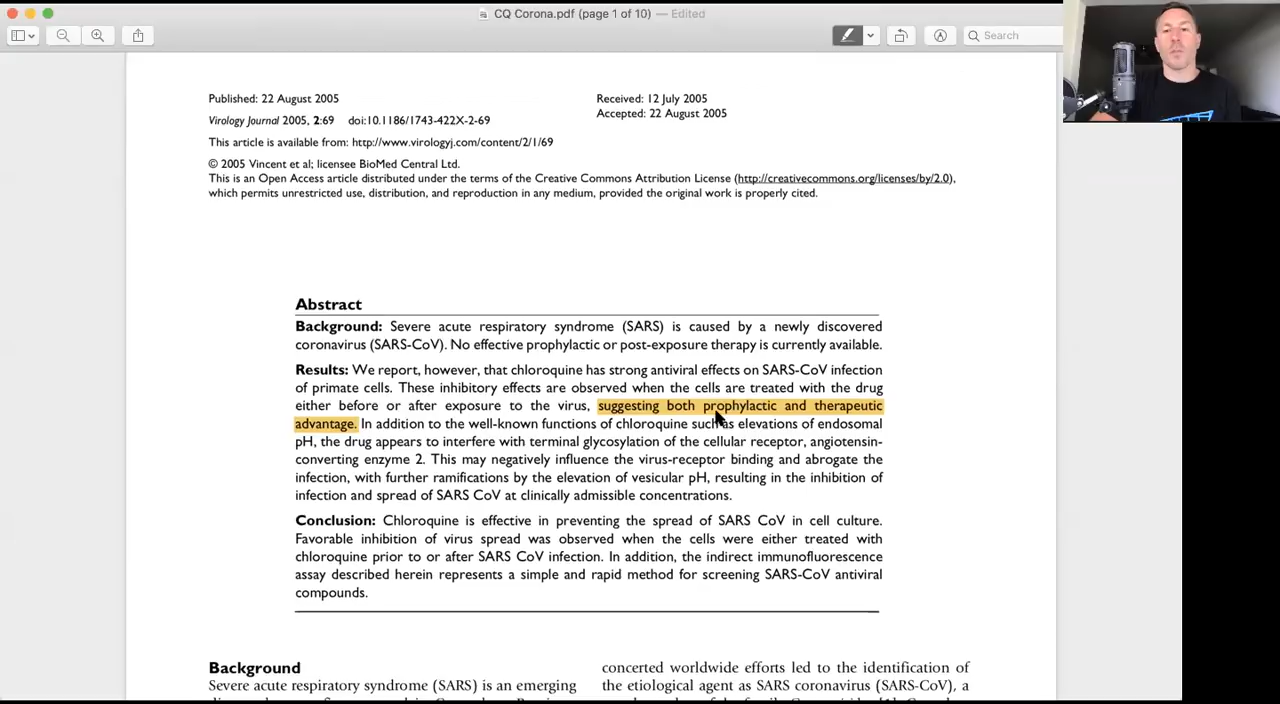 CQ Corona.pdf (page 1 of 10) — Edited
Search
Published: 22 August 2005
Received: 12 July 2005
Accepted: 22 August 2005
Virology Journal 2005, 2:69 doi:10.1186/1743-422X-2-69
This article is available from: http://www.virologyj.com/content/2/1/69
© 2005 Vincent et al; licensee BioMed Central Ltd.
This is an Open Access article distributed under the terms of the Creative Commons Attribution License (http://creativecommons.org/licenses/by/2.0),
which permits unrestricted use, distribution, and reproduction in any medium, provided the original work is properly cited.
Abstract
Background: Severe acute respiratory syndrome (SARS) is caused by a newly discovered
coronavirus (SARS-CoV). No effective prophylactic or post-exposure therapy is currently available.
Results: We report, however, that chloroquine has strong antiviral effects on SARS-CoV infection
of primate cells. These inhibitory effects are observed when the cells are treated with the drug
either before or after exposure to the virus, suggesting both prophylactic and therapeutic
advantage. In addition to the well-known functions of chloroquine such as elevations of endosomal
pH, the drug appears to interfere with terminal glycosylation of the cellular receptor, angiotensin-
converting enzyme 2. This may negatively influence the virus-receptor binding and abrogate the
infection, with further ramifications by the elevation of vesicular pH, resulting in the inhibition of
infection and spread of SARS CoV at clinically admissible concentrations.
Conclusion: Chloroquine is effective in preventing the spread of SARS CoV in cell culture.
Favorable inhibition of virus spread was observed when the cells were either treated with
chloroquine prior to or after SARS CoV infection. In addition, the indirect immunofluorescence
assay described herein represents a simple and rapid method for screening SARS-CoV antiviral
compounds.
Background
Severe acute respiratory syndrome (SARS) is an emerging
concerted worldwide efforts led to the identification of
the etiological agent as SARS coronavirus (SARS-CoV), a